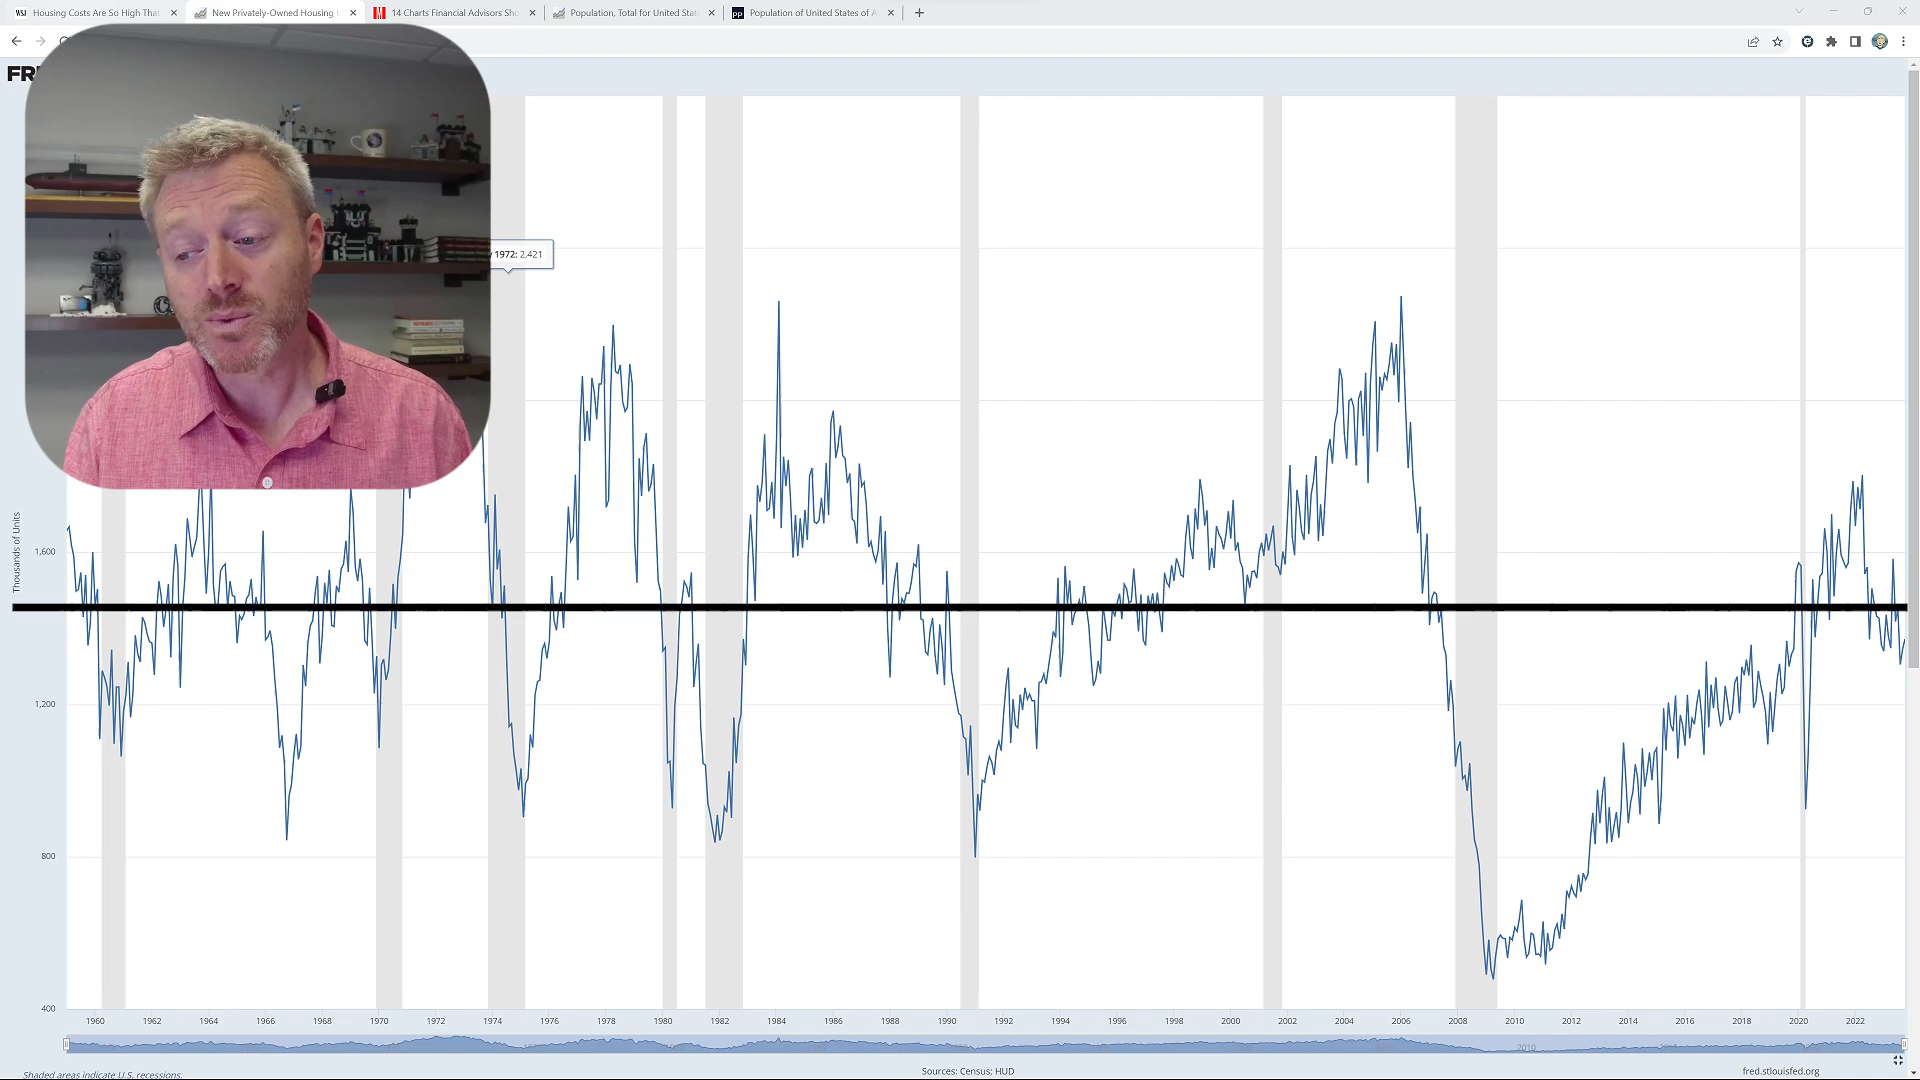 Housing Costs Are So High That
New Privately-Owned Housing
14 Charts Financial Advisors Sho
Population, Total for United Stat
Population of United States of A
FR
1972: 2,421
Thousands of Units
1,600
1,200
800
400
1960 1962 1964 1966 1968 1970 1972 1974 1976 1978 1980 1982 1984 1986 1988 1990 1992 1994 1996 1998 2000 2002 2004 2006 2008 2010 2012 2014 2016 2018 2020 2022
2010
Shaded areas indicate U.S. recessions.
Sources: Census; HUD
fred.stlouisfed.org